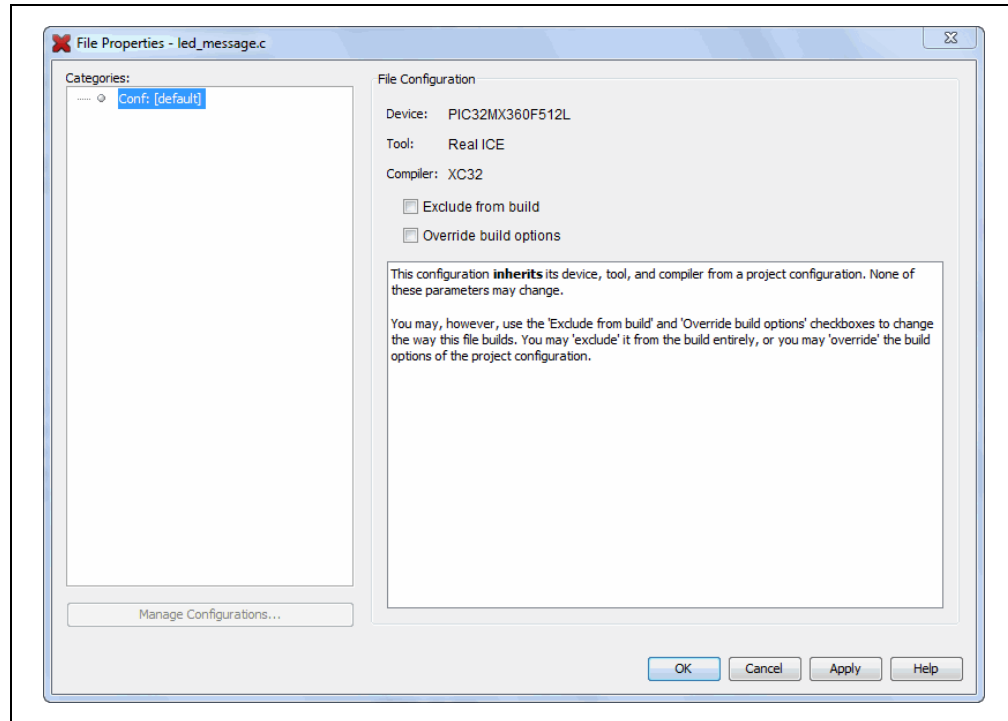 File Properties - led_message.c
Categories:
Conf: [default]
Manage Configurations...
File Configuration
Device: PIC32MX360F512L
Tool: Real ICE
Compiler: XC32
Exclude from build
Override build options
This configuration inherits its device, tool, and compiler from a project configuration. None of
these parameters may change.
You may, however, use the 'Exclude from build' and 'Override build options' checkboxes to change
the way this file builds. You may 'exclude' it from the build entirely, or you may 'override' the build
options of the project configuration.
OK
Cancel
Apply
Help